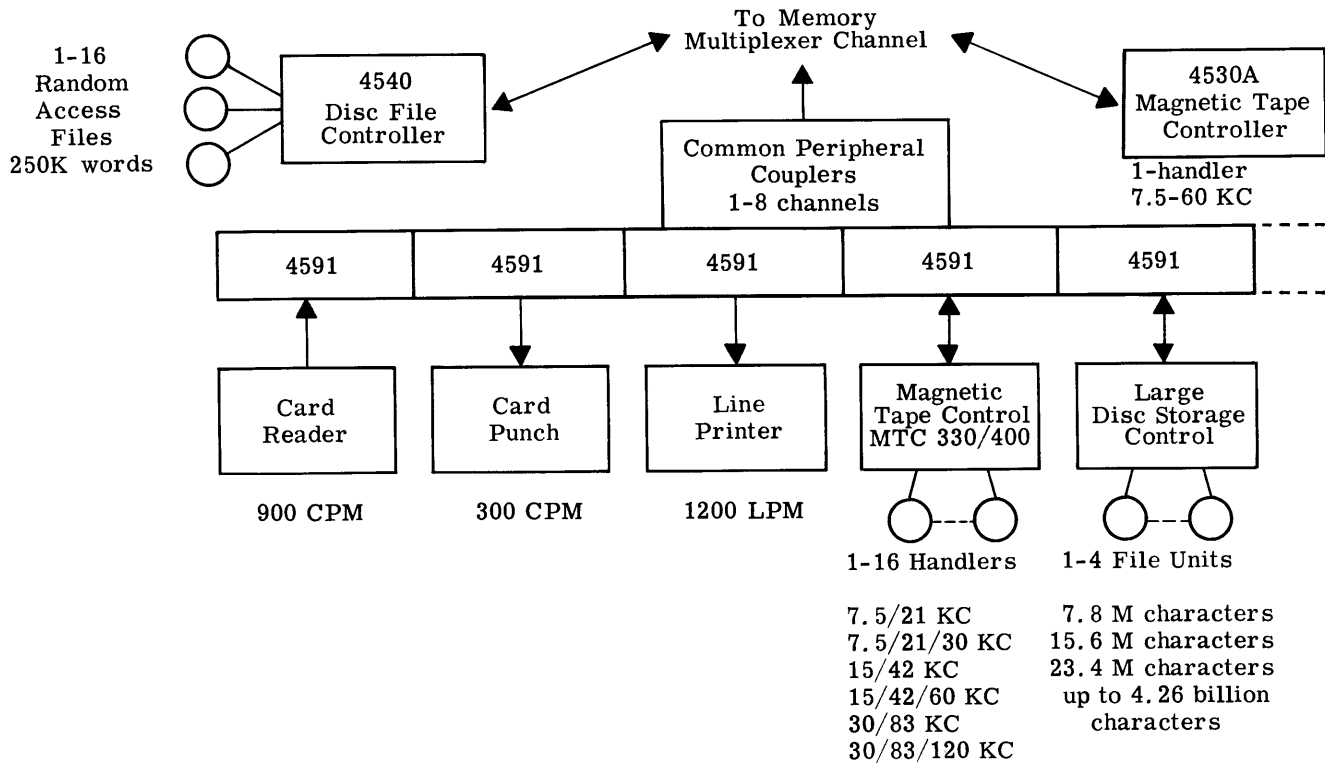 To Memory
Multiplexer Channel
1-16
Random
Access
Files
250K words
4540
Disc File
Controller
4530A
Magnetic Tape
Controller
1-handler
7.5-60 KC
Common Peripheral
Couplers
1-8 channels
4591
4591
4591
4591
4591
Card
Reader
900 CPM
Card
Punch
300 CPM
Line
Printer
1200 LPM
Magnetic
Tape Control
MTC 330/400
1-16 Handlers
7.5/21 KC
7.5/21/30 KC
15/42 KC
15/42/60 KC
30/83 KC
30/83/120 KC
Large
Disc Storage
Control
1-4 File Units
7.8 M characters
15.6 M characters
23.4 M characters
up to 4.26 billion
characters